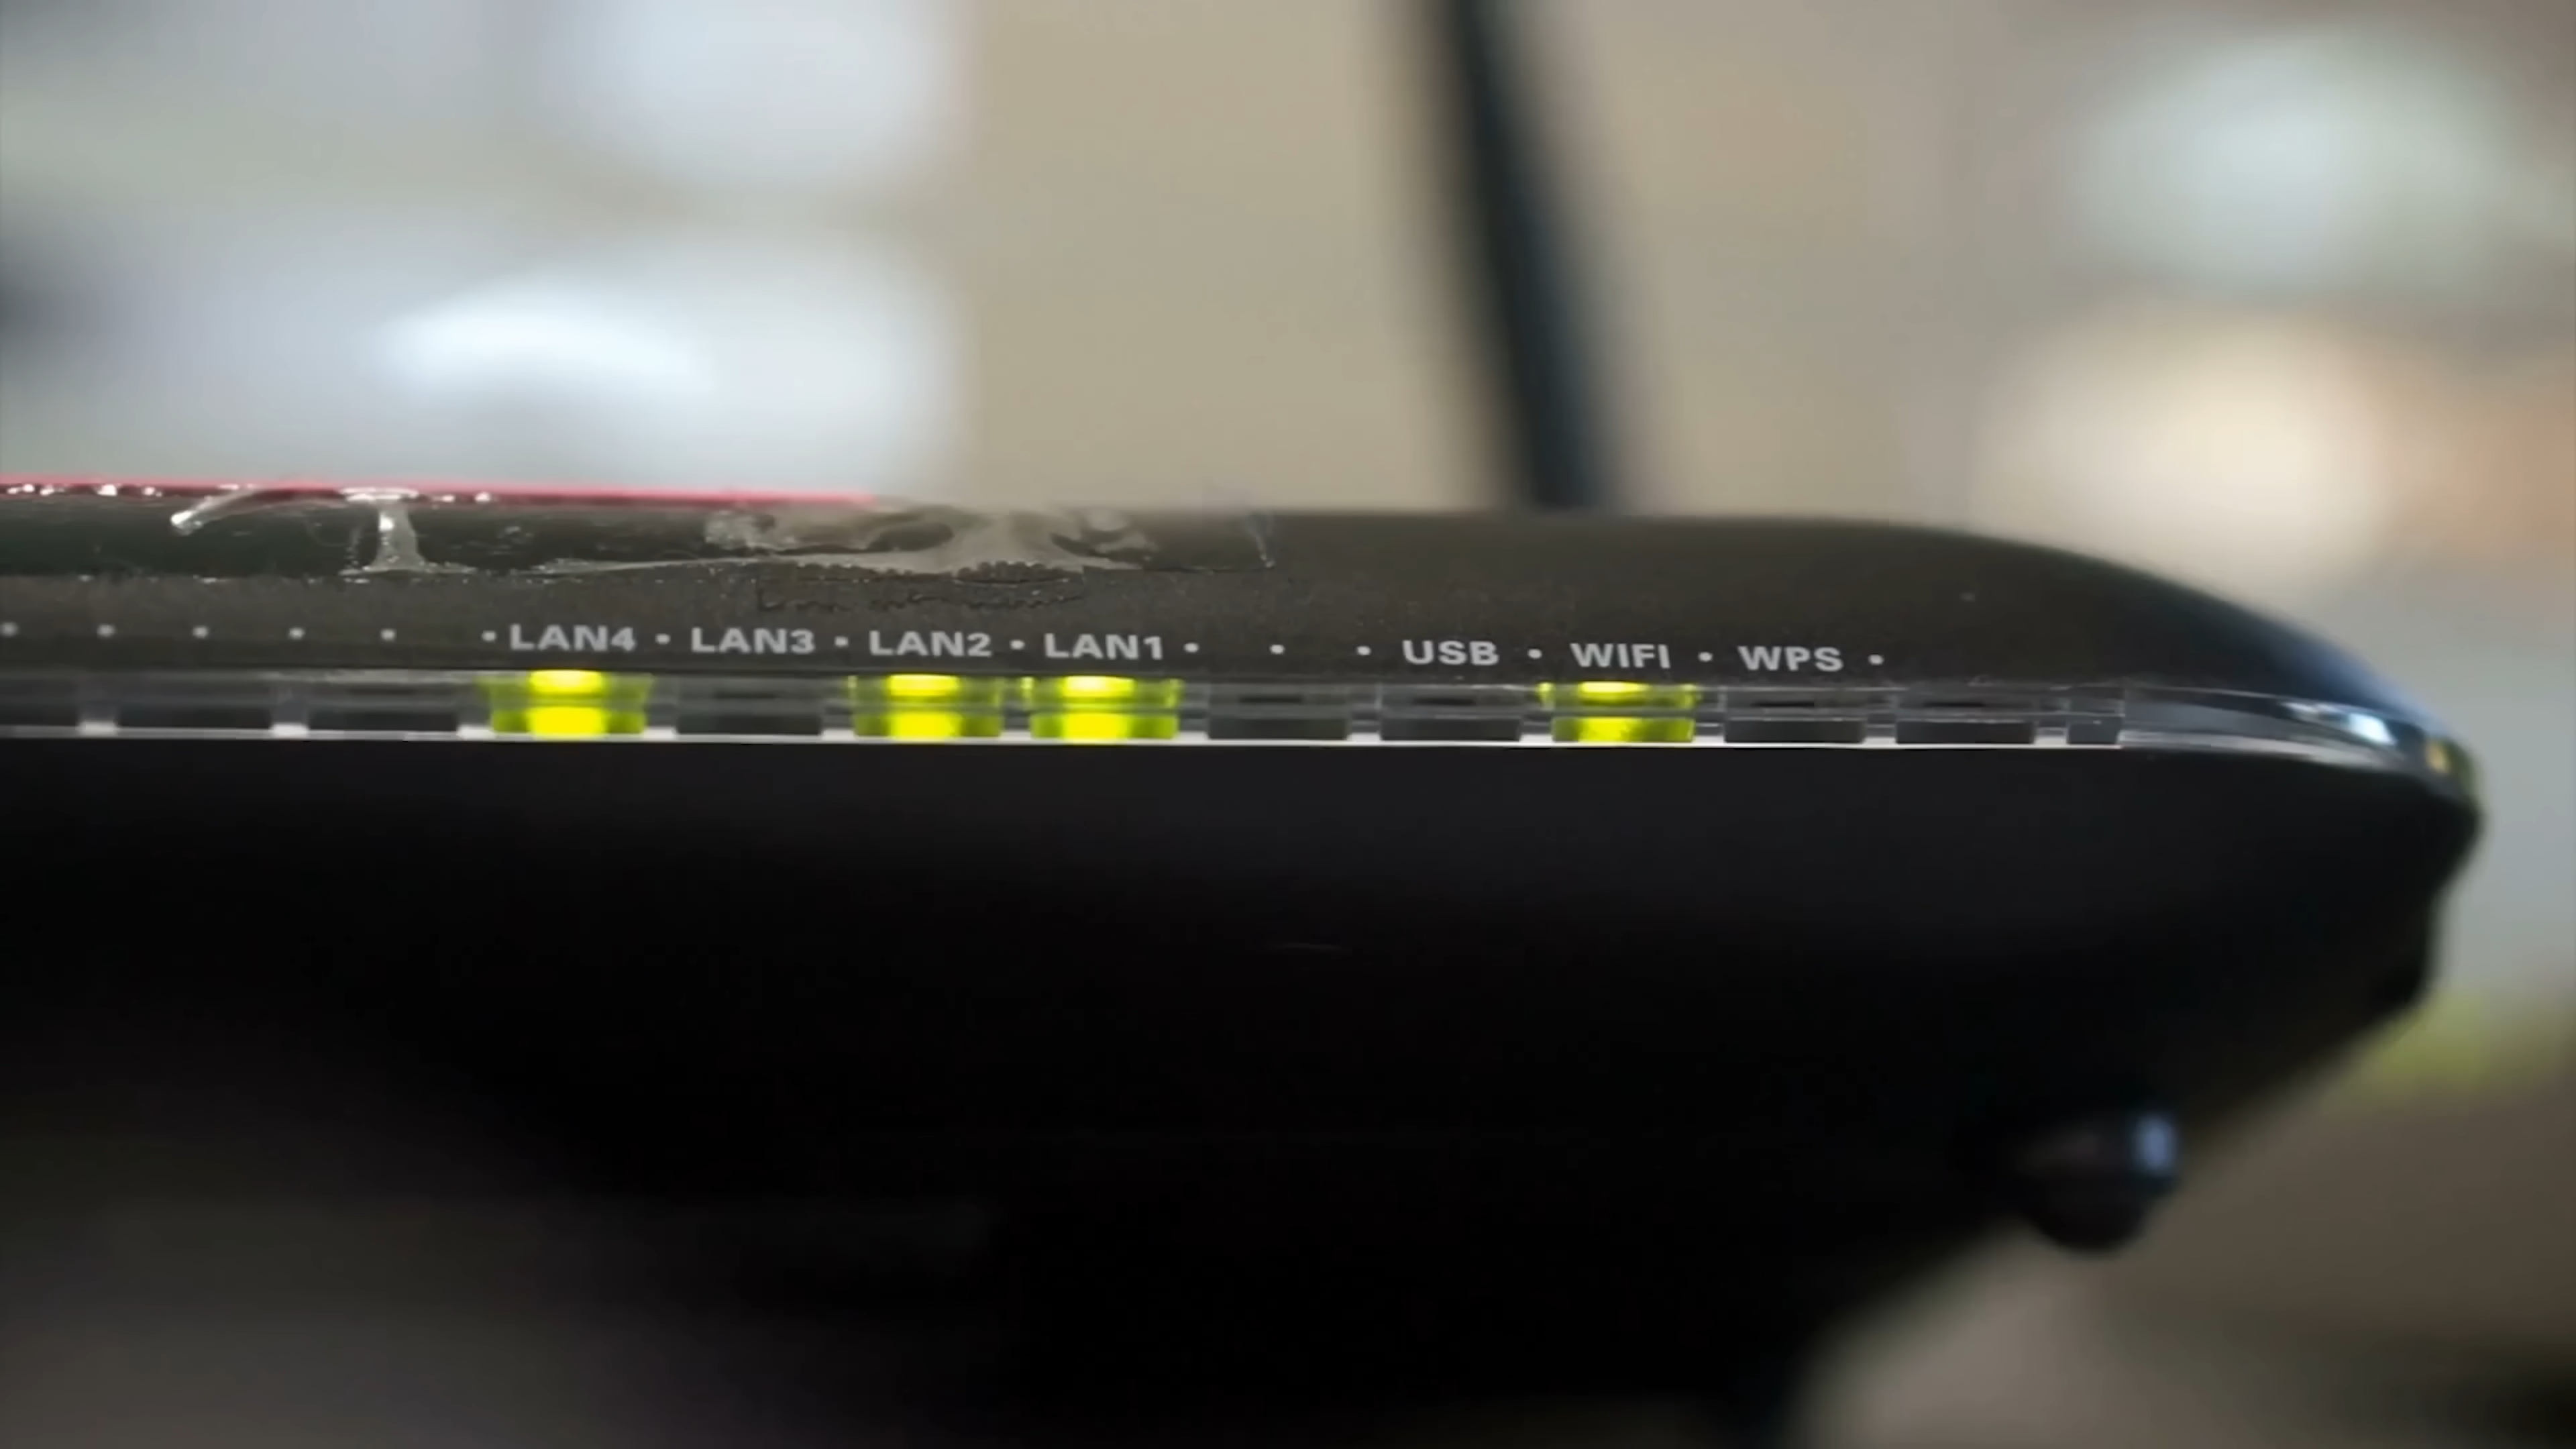 • • • • • • LAN4 • LAN3 • LAN2 • LAN1 • • • USB • WIFI • WPS •